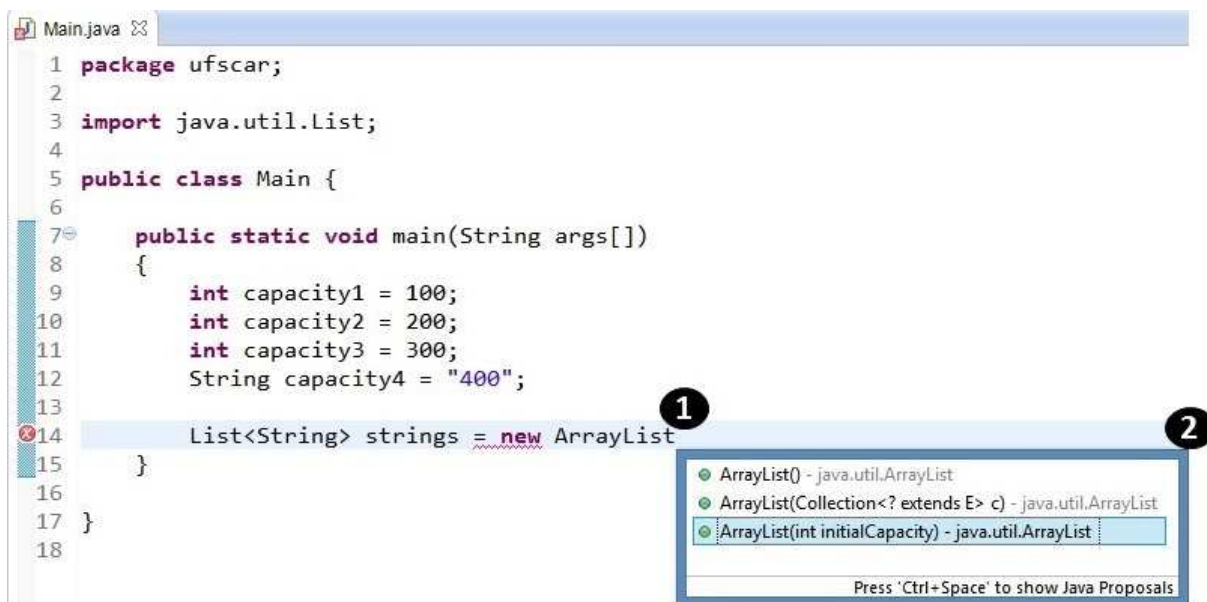 Main.java
1 package ufscar;
2
3 import java.util.List;
4
5 public class Main {
6
7 public static void main(String args[])
8 {
9 int capacity1 = 100;
10 int capacity2 = 200;
11 int capacity3 = 300;
12 String capacity4 = "400";
13
1
14 List<String> strings = new ArrayList
2
15 }
16
17 }
18
ArrayList() - java.util.ArrayList
ArrayList(Collection<? extends E> c) - java.util.ArrayList
ArrayList(int initialCapacity) - java.util.ArrayList
Press 'Ctrl+Space' to show Java Proposals